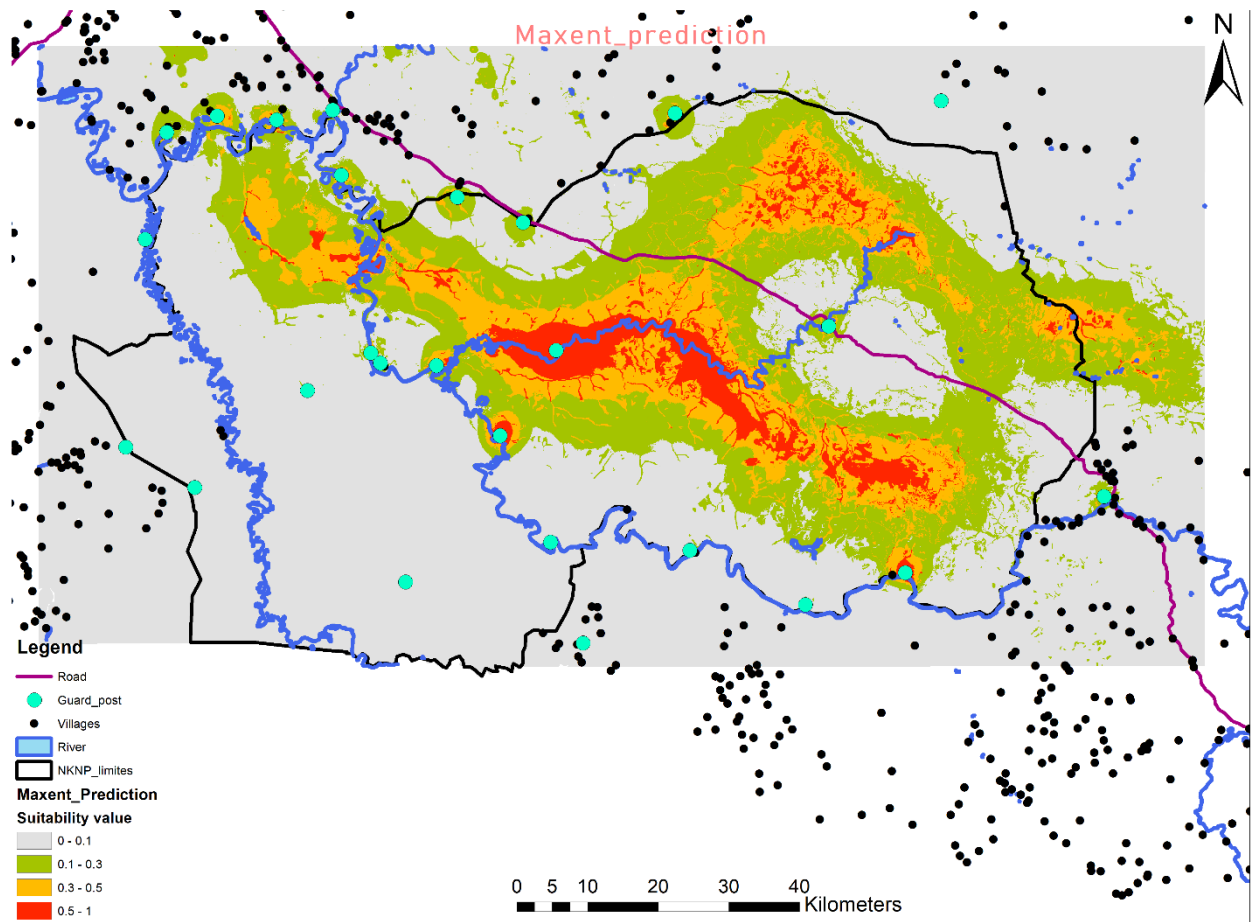 Maxent_prediction
N
Legend
Road
Guard_post
Villages
River
NKNP_limites
Maxent_Prediction
Suitability value
0 - 0.1
0.1 - 0.3
0.3 - 0.5
0.5 - 1
0 5 10 20 30 40
Kilometers